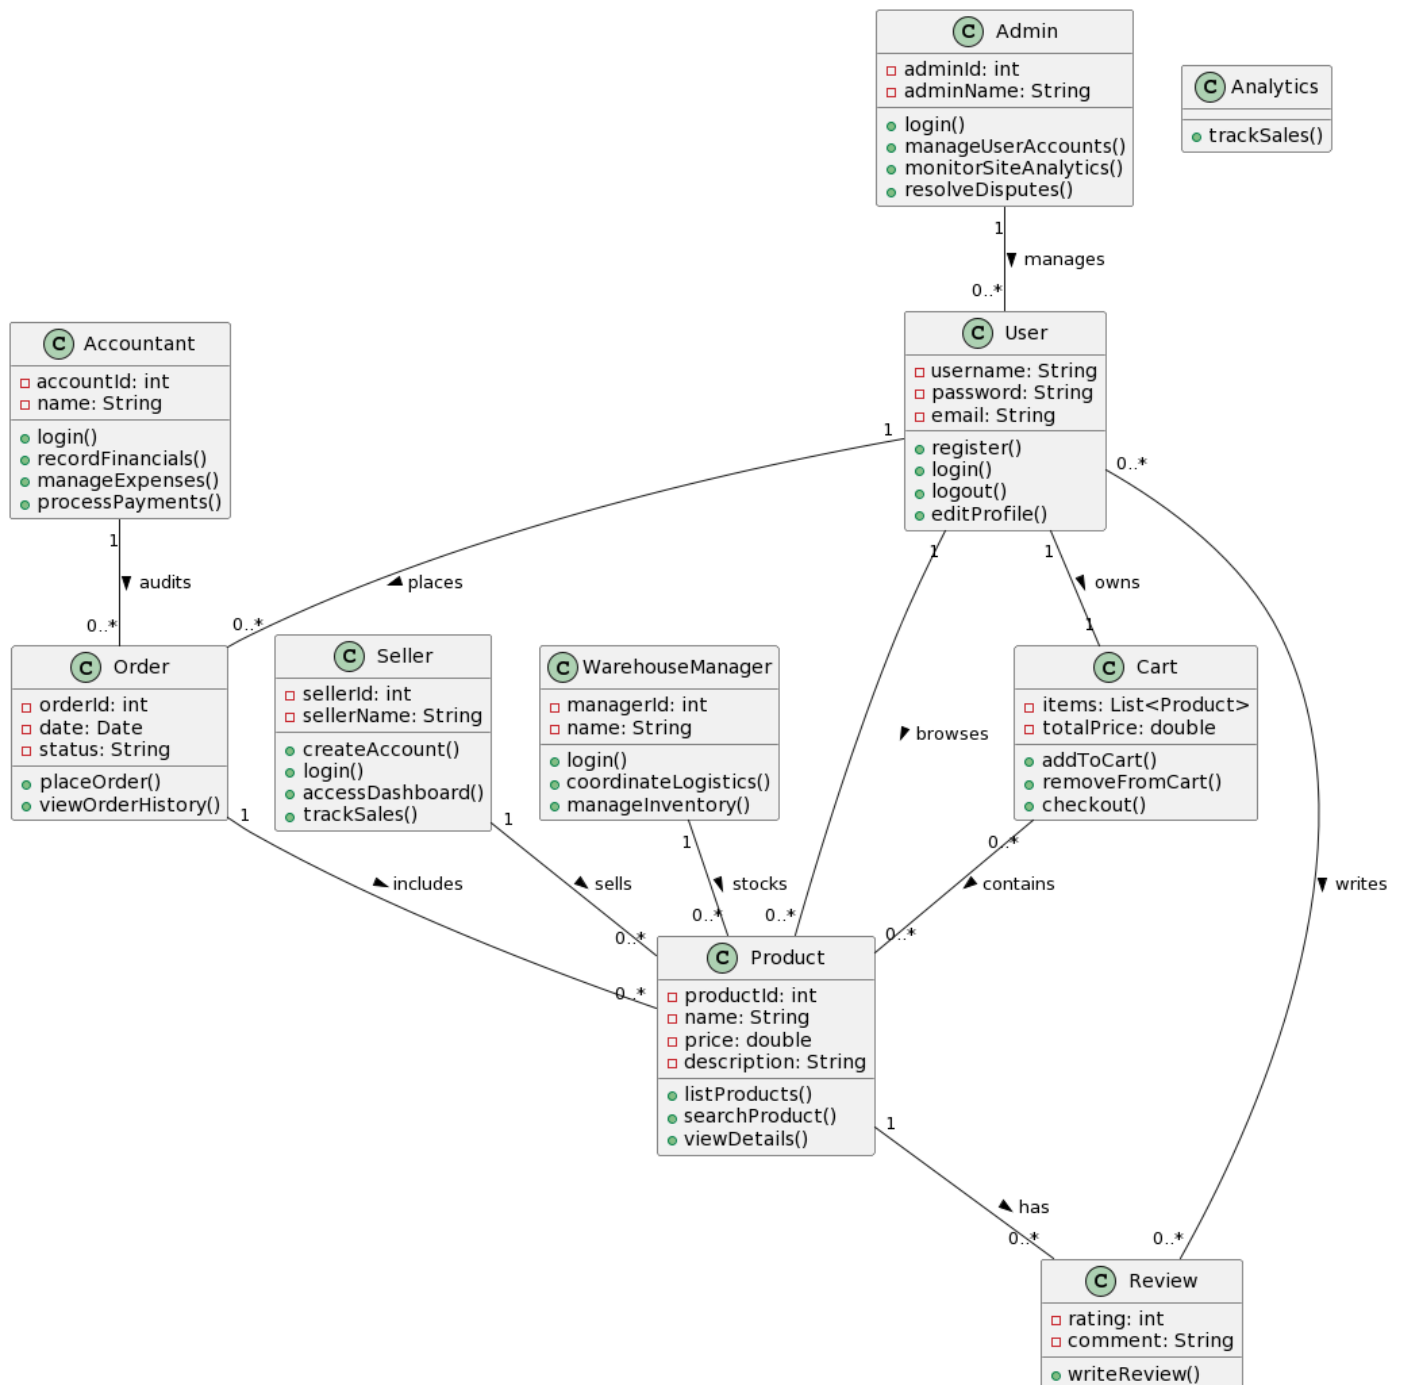 C Admin
adminId: int
adminName: String
login()
manageUserAccounts()
monitorSiteAnalytics()
resolveDisputes()
C Analytics
trackSales()
1
manages
0..*
C User
username: String
password: String
email: String
register()
login()
logout()
editProfile()
C Accountant
accountId: int
name: String
login()
recordFinancials()
manageExpenses()
processPayments()
1
audits
0..*
1
places
0..*
1
browses
0..*
1
owns
1
0..*
writes
0..*
C Order
orderId: int
date: Date
status: String
placeOrder()
viewOrderHistory()
C Seller
sellerId: int
sellerName: String
createAccount()
login()
accessDashboard()
trackSales()
C WarehouseManager
managerId: int
name: String
login()
coordinateLogistics()
manageInventory()
C Cart
items: List<Product>
totalPrice: double
addToCart()
removeFromCart()
checkout()
1
includes
0..*
1
sells
0..*
1
stocks
0..*
0..*
contains
0..*
C Product
productId: int
name: String
price: double
description: String
listProducts()
searchProduct()
viewDetails()
1
has
0..*
C Review
rating: int
comment: String
writeReview()